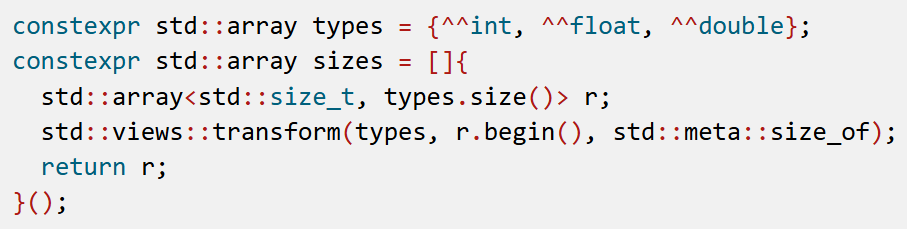 constexpr std::array types = {^^int, ^^float, ^^double};
constexpr std::array sizes = []{
  std::array<std::size_t, types.size()> r;
  std::views::transform(types, r.begin(), std::meta::size_of);
  return r;
}();